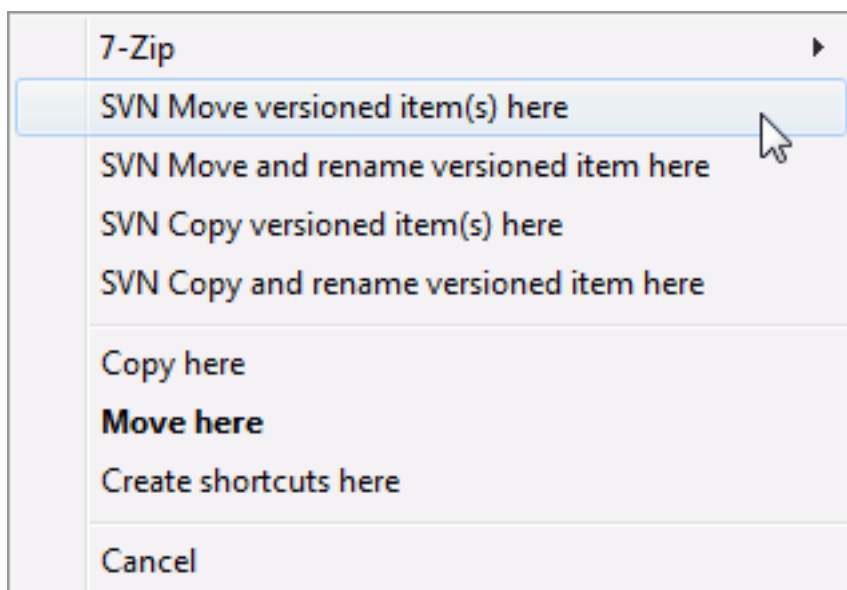 7-Zip
SVN Move versioned item(s) here
SVN Move and rename versioned item here
SVN Copy versioned item(s) here
SVN Copy and rename versioned item here
Copy here
Move here
Create shortcuts here
Cancel